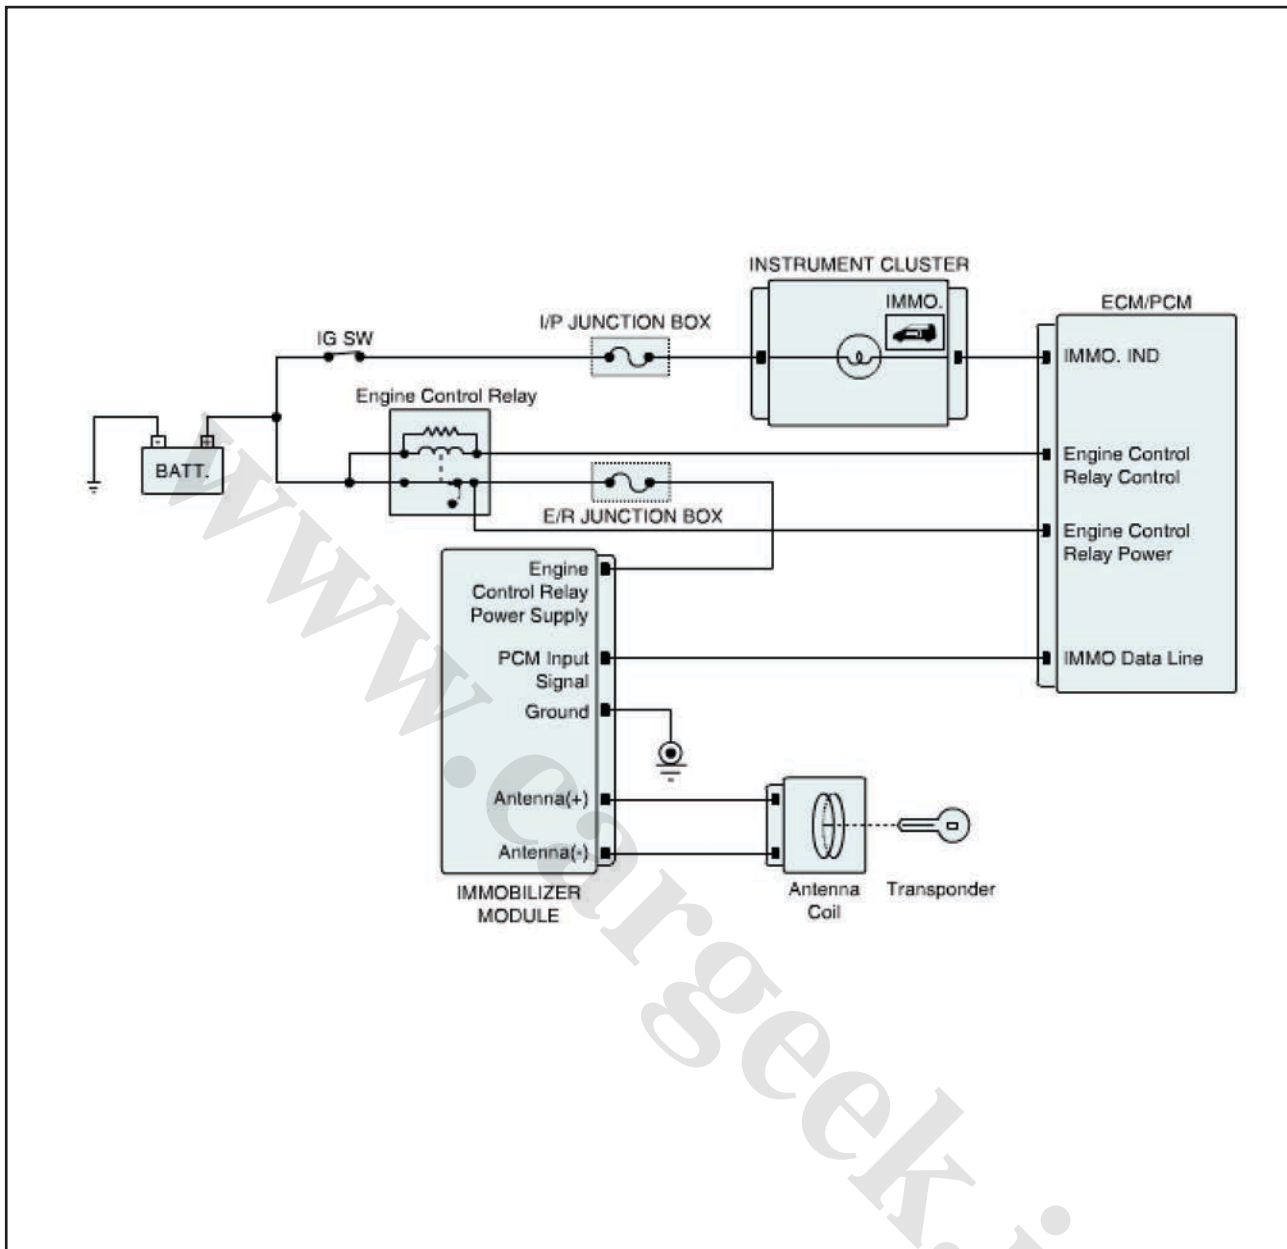 INSTRUMENT CLUSTER
IMMO.
ECM/PCM
I/P JUNCTION BOX
IG SW
IMMO. IND
Engine Control Relay
BATT.
-
+
Engine Control
Relay Control
E/R JUNCTION BOX
Engine Control
Relay Power
Engine
Control Relay
Power Supply
PCM Input
Signal
IMMO Data Line
Ground
Antenna(+)
Antenna(-)
IMMOBILIZER
MODULE
Antenna
Coil
Transponder
www.cargeek.